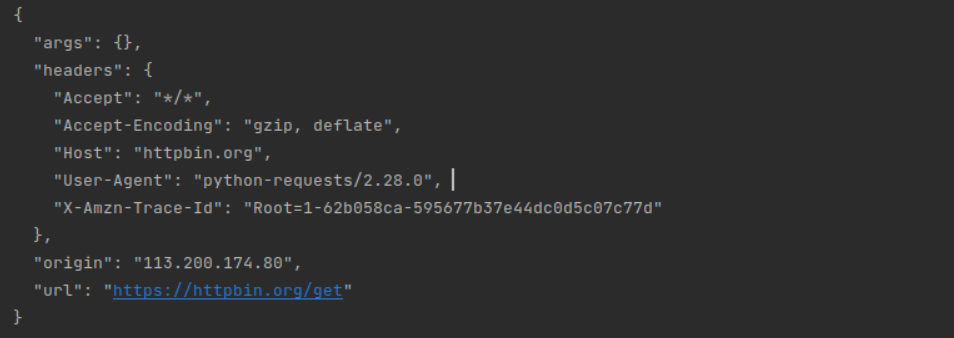 {
  "args": {},
  "headers": {
    "Accept": "*/*",
    "Accept-Encoding": "gzip, deflate",
    "Host": "httpbin.org",
    "User-Agent": "python-requests/2.28.0",
    "X-Amzn-Trace-Id": "Root=1-62b058ca-595677b37e44dc0d5c07c77d"
  },
  "origin": "113.200.174.80",
  "url": "https://httpbin.org/get"
}